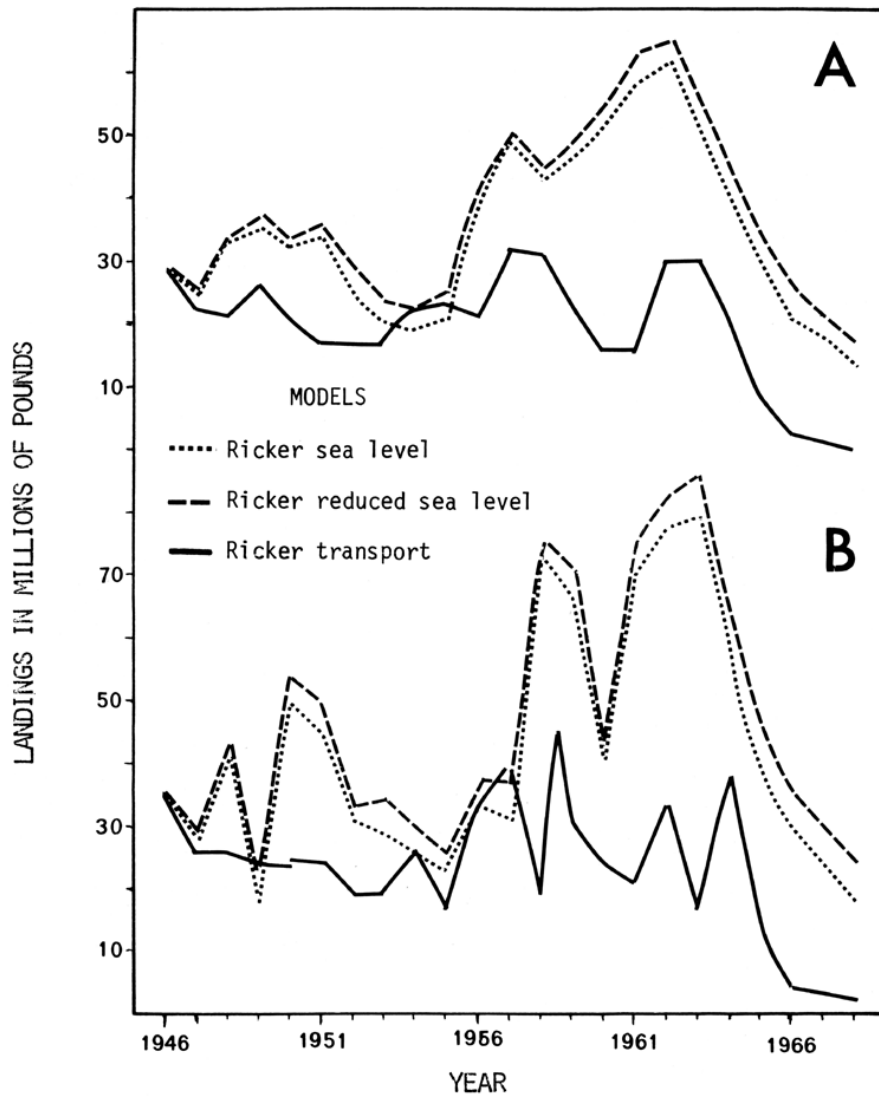 A
50
30
10
LANDINGS IN MILLIONS OF POUNDS
MODELS
Ricker sea level
Ricker reduced sea level
Ricker transport
B
70
50
30
10
1946 1951 1956 1961 1966
YEAR